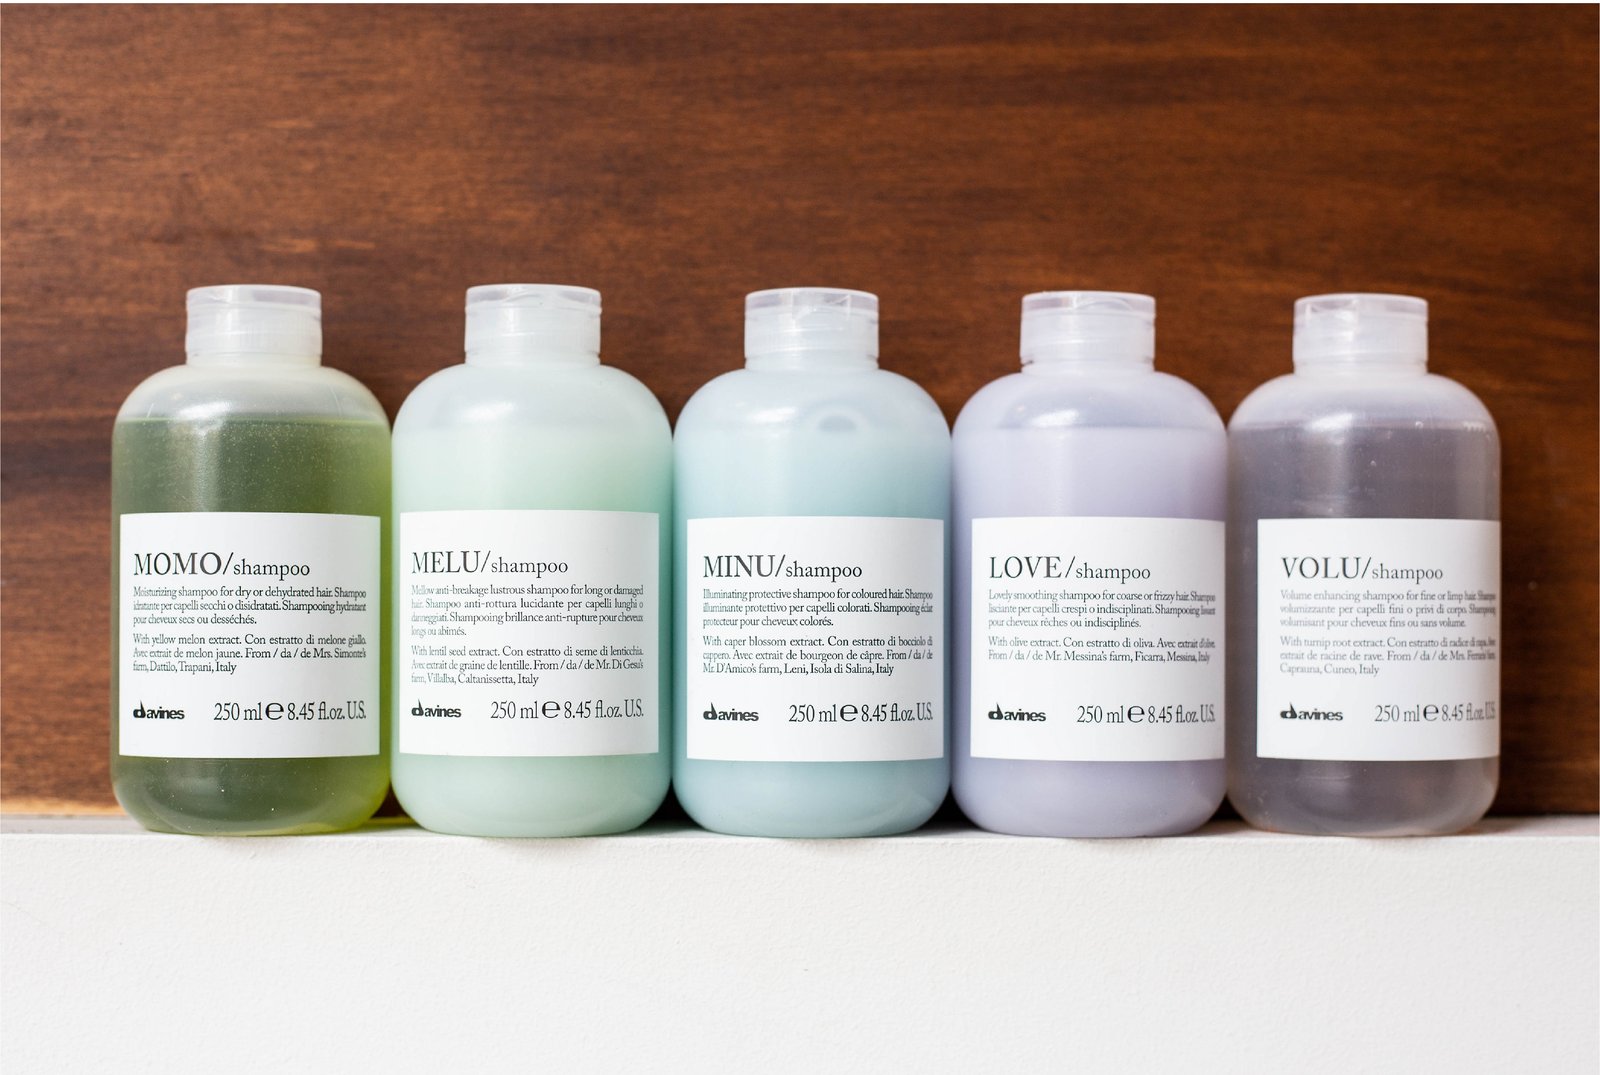 MOMO/shampoo
Moisturizing shampoo for dry or dehydrated hair. Shampoo
idratante per capelli secchi o disidratati. Shampooing hydratant
pour cheveux secs ou desséchés.
With yellow melon extract. Con estratto di melone giallo.
Avec extrait de melon jaune. From / da / de Mrs. Simonte's
farm, Dattilo, Trapani, Italy
davines 250 ml e 8.45 fl.oz. U.S.
MELU/shampoo
Mellow anti-breakage lustrous shampoo for long or damaged
hair. Shampoo anti-rottura lucidante per capelli lunghi o
danneggiati. Shampooing brillance anti-rupture pour cheveux
longs ou abimés.
With lentil seed extract. Con estratto di seme di lenticchia.
Avec extrait de graine de lentille. From / da / de Mr. Di Gesù's
farm, Villalba, Caltanissetta, Italy
davines 250 ml e 8.45 fl.oz. U.S.
MINU/shampoo
Illuminating protective shampoo for coloured hair. Shampoo
illuminante protettivo per capelli colorati. Shampooing éclat
protecteur pour cheveux colorés.
With caper blossom extract. Con estratto di bocciolo di
cappero. Avec extrait de bourgeon de câpre. From / da / de
Mr. D'Amico's farm, Leni, Isola di Salina, Italy
davines 250 ml e 8.45 fl.oz. U.S.
LOVE/shampoo
Lovely smoothing shampoo for coarse or frizzy hair. Shampoo
lisciante per capelli crespi o indisciplinati. Shampooing lissant
pour cheveux rêches ou indisciplinés.
With olive extract. Con estratto di oliva. Avec extrait d'olive.
From / da / de Mr. Messina's farm, Ficarra, Messina, Italy
davines 250 ml e 8.45 fl.oz. U.S.
VOLU/shampoo
Volume enhancing shampoo for fine or limp hair. Shampoo
volumizzante per capelli fini o privi di corpo. Shampooing
volumisant pour cheveux fins ou sans volume.
With turnip root extract. Con estratto di radice di rapa. Avec
extrait de racine de rave. From / da / de Mrs. Ferraris' farm,
Caprauna, Cuneo, Italy
davines 250 ml e 8.45 fl.oz. U.S.